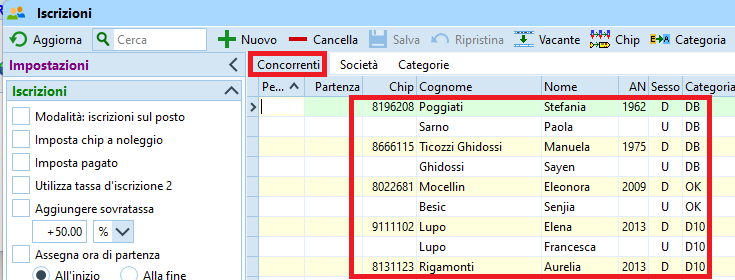 Iscrizioni
Aggiorna Cerca Nuovo Cancella Salva Ripristina Vacante Chip E→A Categoria
Impostazioni
Concorrenti Società Categorie
Iscrizioni
Pe... Partenza Chip Cognome Nome AN Sesso Categoria
Modalità: iscrizioni sul posto
Imposta chip a noleggio
Imposta pagato
Utilizza tassa d'iscrizione 2
Aggiungere sovratassa
+50.00 %
Assegna ora di partenza
All'inizio Alla fine
8196208 Poggiati Stefania 1962 D DB
Sarno Paola U DB
8666115 Ticozzi Ghidossi Manuela 1975 D DB
Ghidossi Sayen U DB
8022681 Mocellin Eleonora 2009 D OK
Besic Senjia U OK
9111102 Lupo Elena 2013 D D10
Lupo Francesca U D10
8131123 Rigamonti Aurelia 2013 D D10